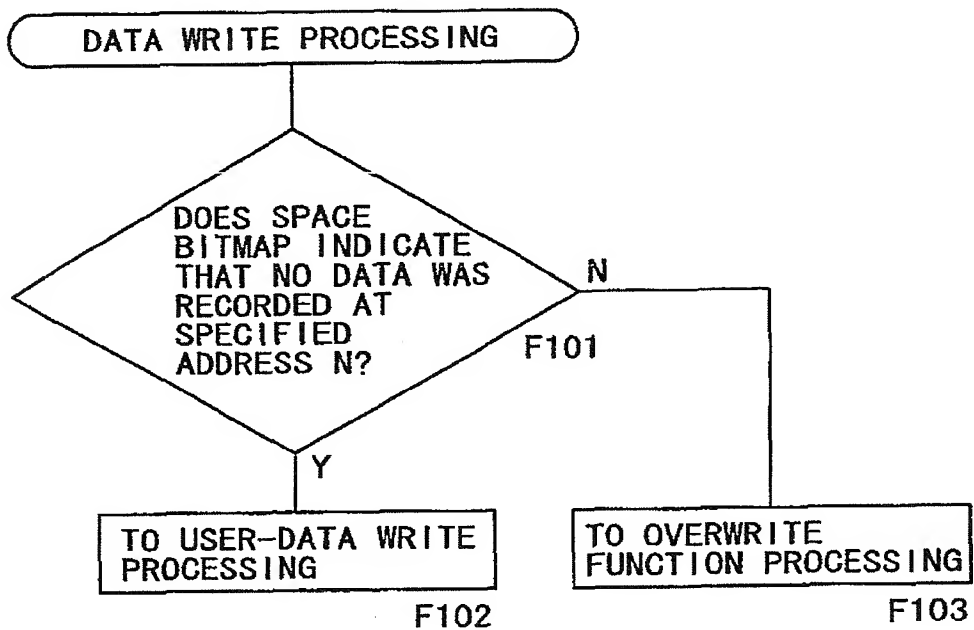 DATA WRITE PROCESSING
DOES SPACE
BITMAP INDICATE
THAT NO DATA WAS
RECORDED AT
SPECIFIED
ADDRESS N?
N
F101
Y
TO USER-DATA WRITE
PROCESSING
F102
TO OVERWRITE
FUNCTION PROCESSING
F103